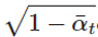 √(1 − ᾱₜ)